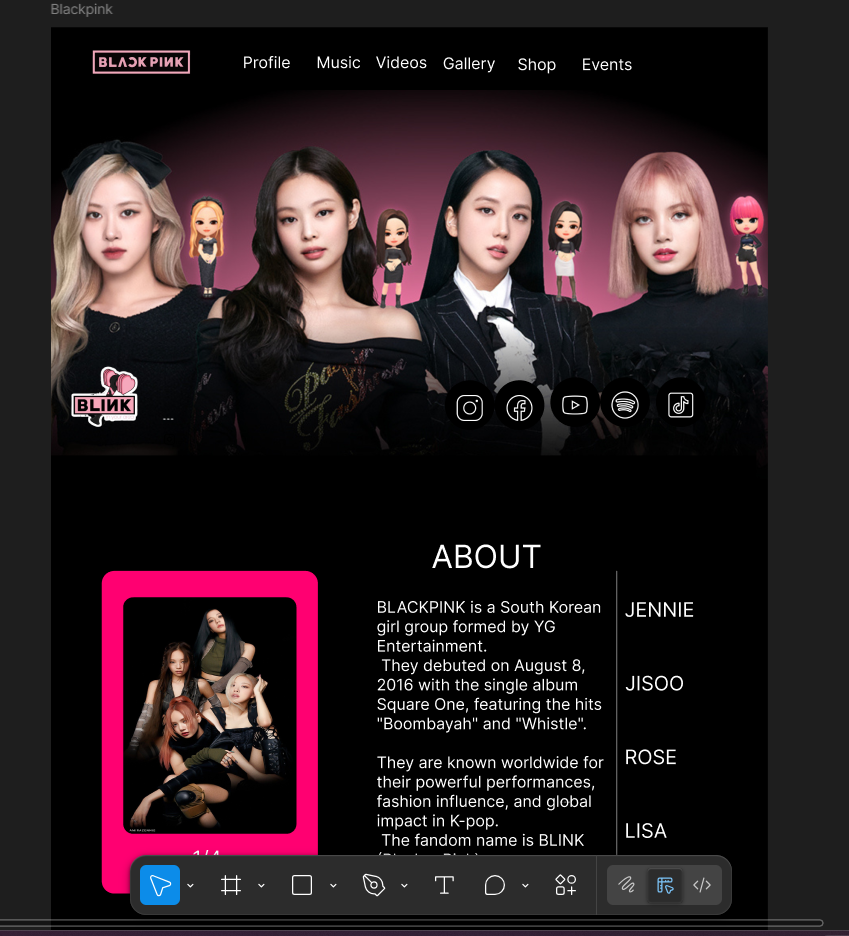 Blackpink
BLACKPINK
Profile Music Videos Gallery Shop Events
BLINK
ABOUT
BLACKPINK is a South Korean
girl group formed by YG
Entertainment.
They debuted on August 8,
2016 with the single album
Square One, featuring the hits
"Boombayah" and "Whistle".
They are known worldwide for
their powerful performances,
fashion influence, and global
impact in K-pop.
The fandom name is BLINK
JENNIE
JISOO
ROSE
LISA
1/4